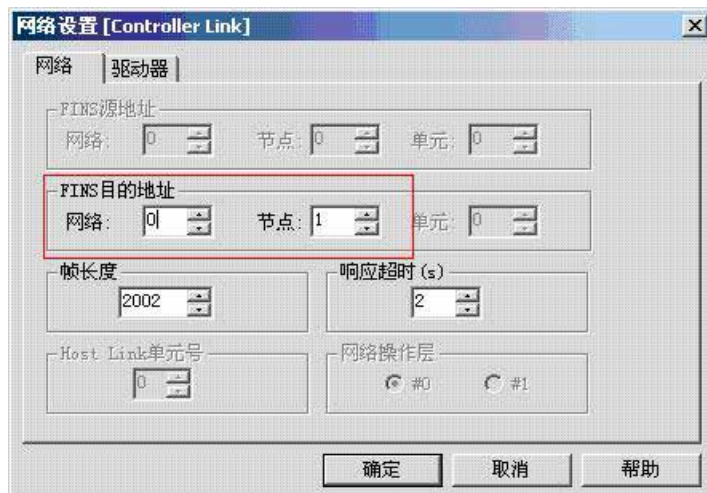 网络设置 [Controller Link]
网络 驱动器
FINS源地址
网络: 0 节点: 0 单元: 0
FINS目的地址
网络: 0 节点: 1 单元: 0
帧长度 响应超时(s)
2002 2
Host Link单元号 网络操作层
0 #0 #1
确定 取消 帮助